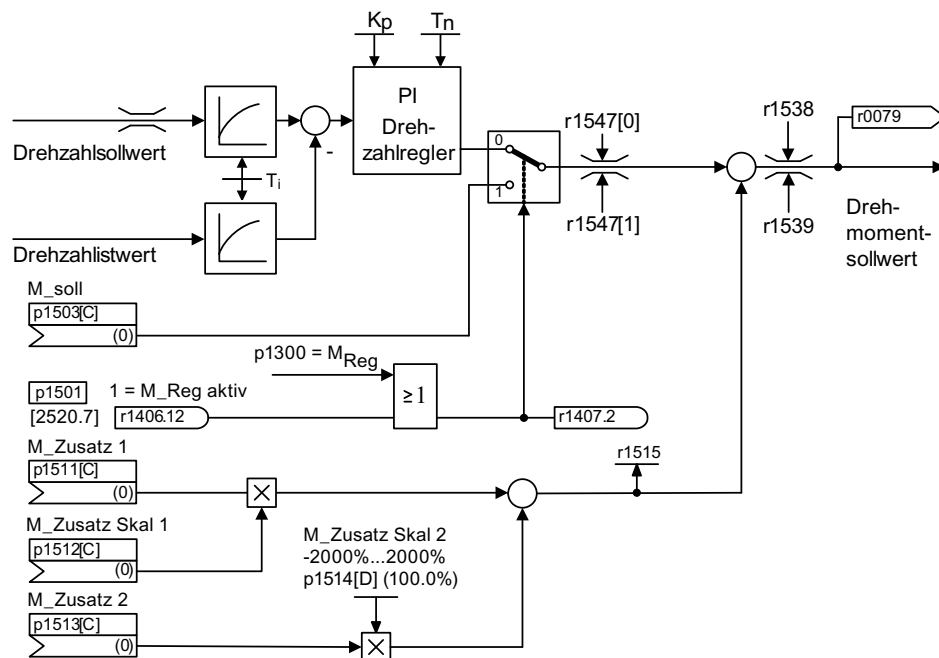 Kp
Tn
PI
Dreh-
zahlregler
Drehzahlsollwert
-
Ti
Drehzahlistwert
0
1
r1547[0]
r1547[1]
r1538
r1539
r0079
Dreh-
moment-
sollwert
M_soll
p1503[C]
(0)
p1300 = MReg
≥1
p1501
[2520.7]
1 = M_Reg aktiv
r1406.12
r1407.2
M_Zusatz 1
p1511[C]
(0)
r1515
M_Zusatz Skal 1
p1512[C]
(0)
M_Zusatz Skal 2
-2000%...2000%
p1514[D] (100.0%)
M_Zusatz 2
p1513[C]
(0)